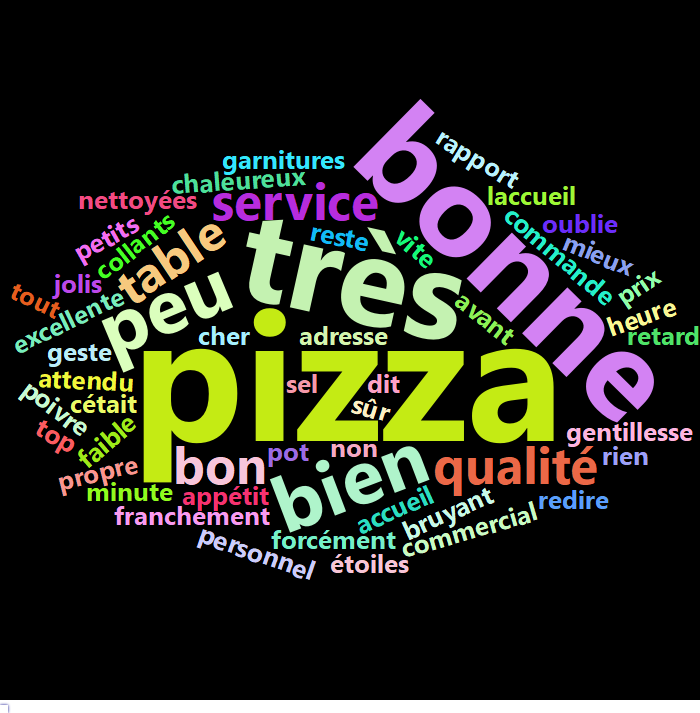 bonne
rapport
garnitures
chaleureux
laccueil
nettoyées
service
commande
oublie
petits
collants
table
très
reste
vite
mieux
jolis
prix
tout
peu
avant
heure
excellente
cher
adresse
retard
geste
pizza
attendu
sel
dit
poivre
cétait
sûr
top
faible
gentillesse
bon
pot
non
bien
qualité
rien
propre
minute
appétit
accueil
bruyant
redire
franchement
personnel
forcément
commercial
étoiles